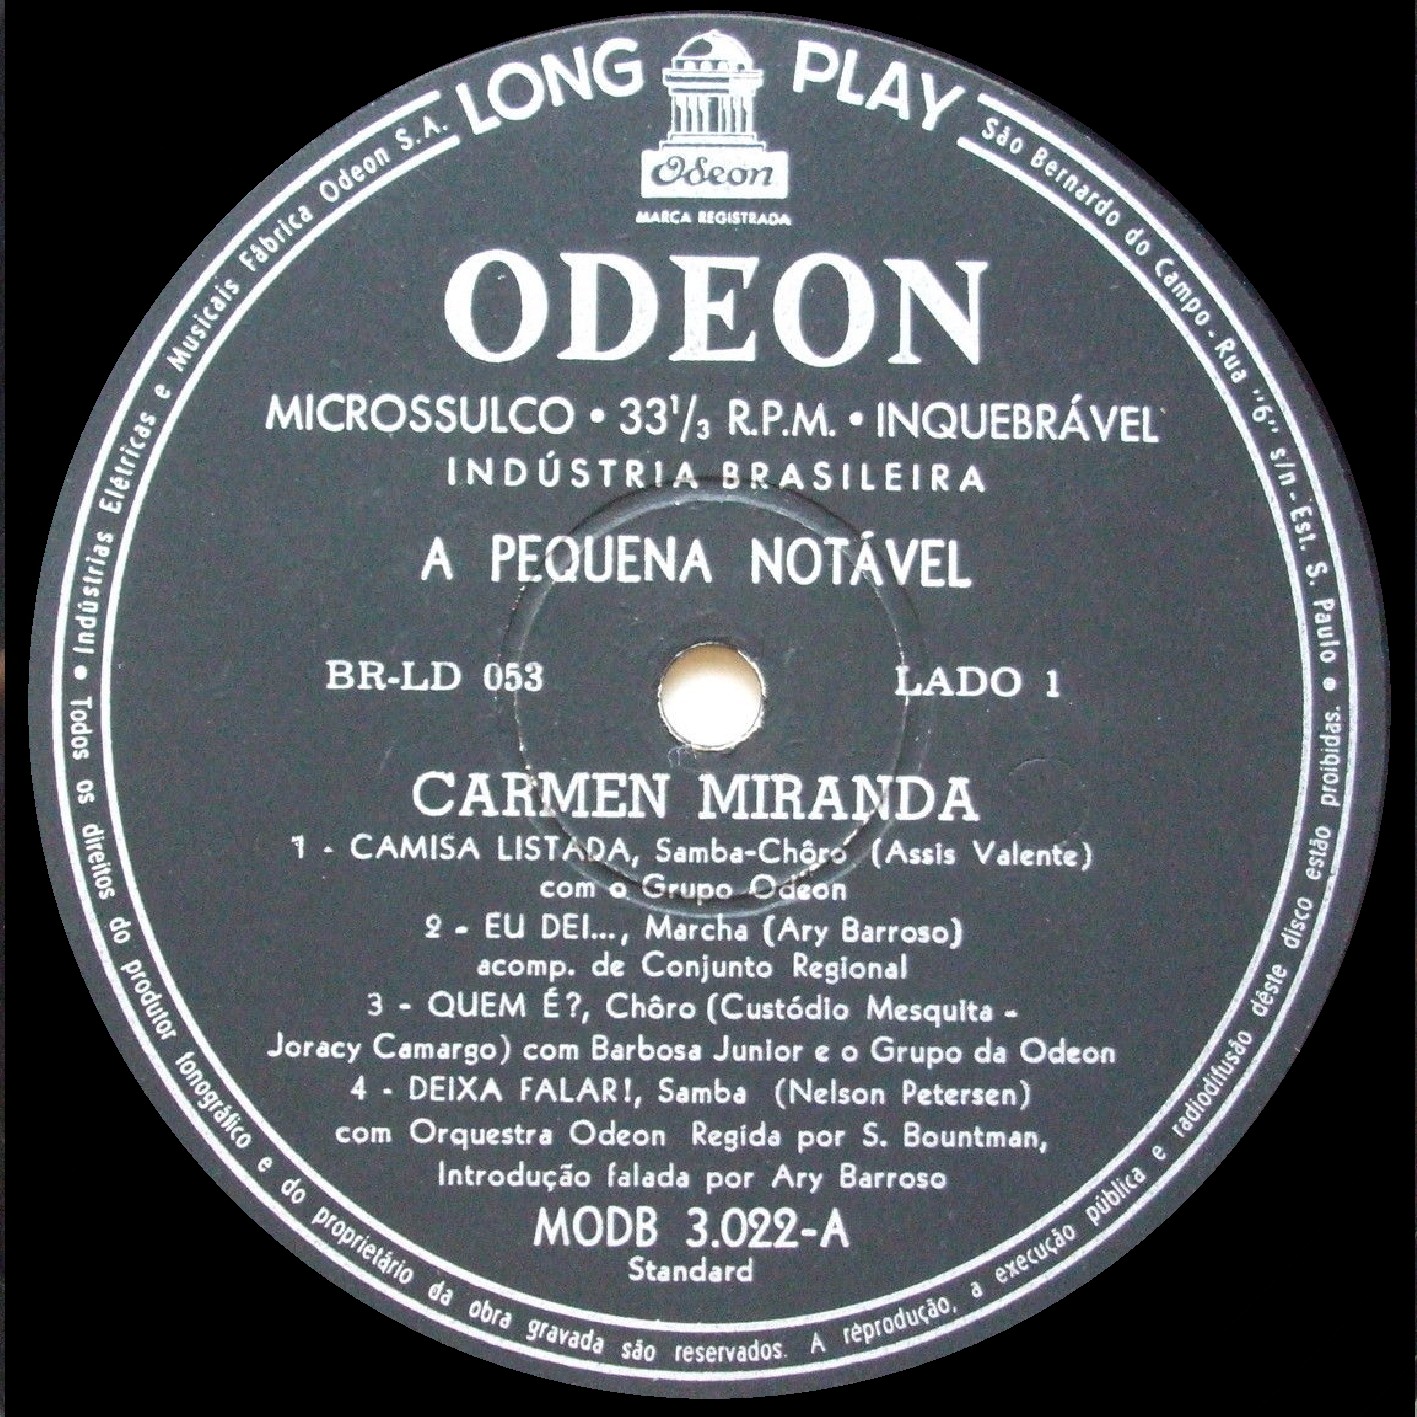 LONG PLAY
Odeon
MARCA REGISTRADA
ODEON
MICROSSULCO • 33 1/3 R.P.M. • INQUEBRÁVEL
INDÚSTRIA BRASILEIRA
A PEQUENA NOTÁVEL
BR-LD 053 LADO 1
CARMEN MIRANDA
1 - CAMISA LISTADA, Samba-Chôro (Assis Valente)
com o Grupo Odeon
2 - EU DEI..., Marcha (Ary Barroso)
acomp. de Conjunto Regional
3 - QUEM É?, Chôro (Custódio Mesquita -
Joracy Camargo) com Barbosa Junior e o Grupo da Odeon
4 - DEIXA FALAR!, Samba (Nelson Petersen)
com Orquestra Odeon Regida por S. Bountman,
Introdução falada por Ary Barroso
MODB 3.022-A
Standard
• Indústrias Elétricas e Musicais Fábrica Odeon S.A. São Bernardo do Campo - Rua "6" s/n - Est. S. Paulo •
Todos os direitos do produtor fonográfico e do proprietário da obra gravada são reservados. A reprodução, a execução pública e radiodifusão dêste disco estão proibidas.